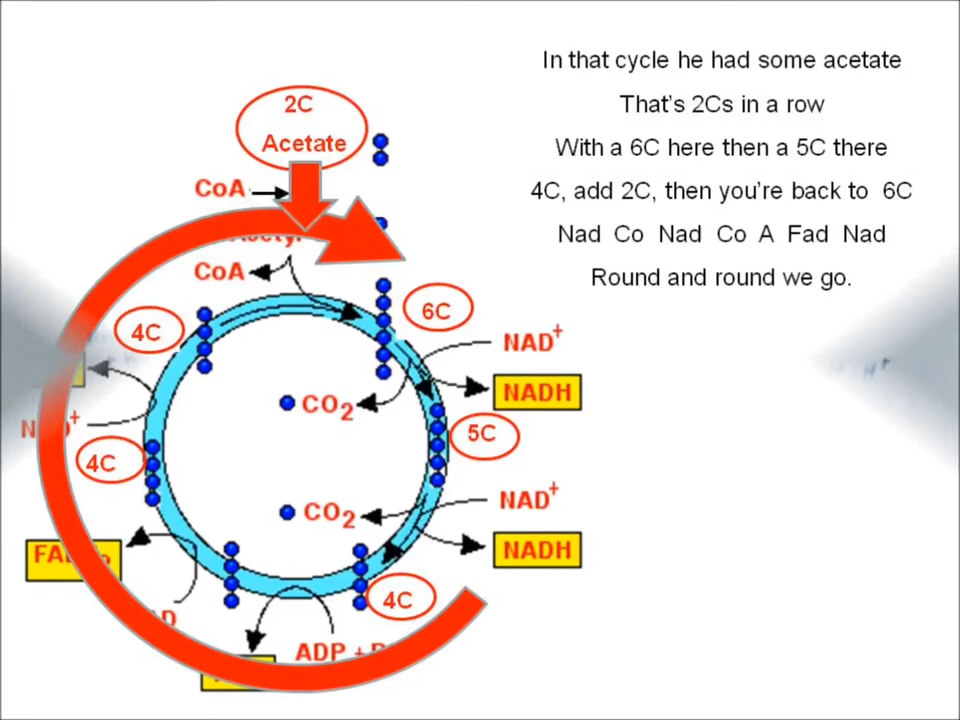 In that cycle he had some acetate
That's 2Cs in a row
With a 6C here then a 5C there
4C, add 2C, then you're back to 6C
Nad Co Nad Co A Fad Nad
Round and round we go.
2C
Acetate
CoA
CoA
4C
6C
NAD+
NADH
CO2
5C
4C
CO2
NAD+
NADH
4C
ADP +